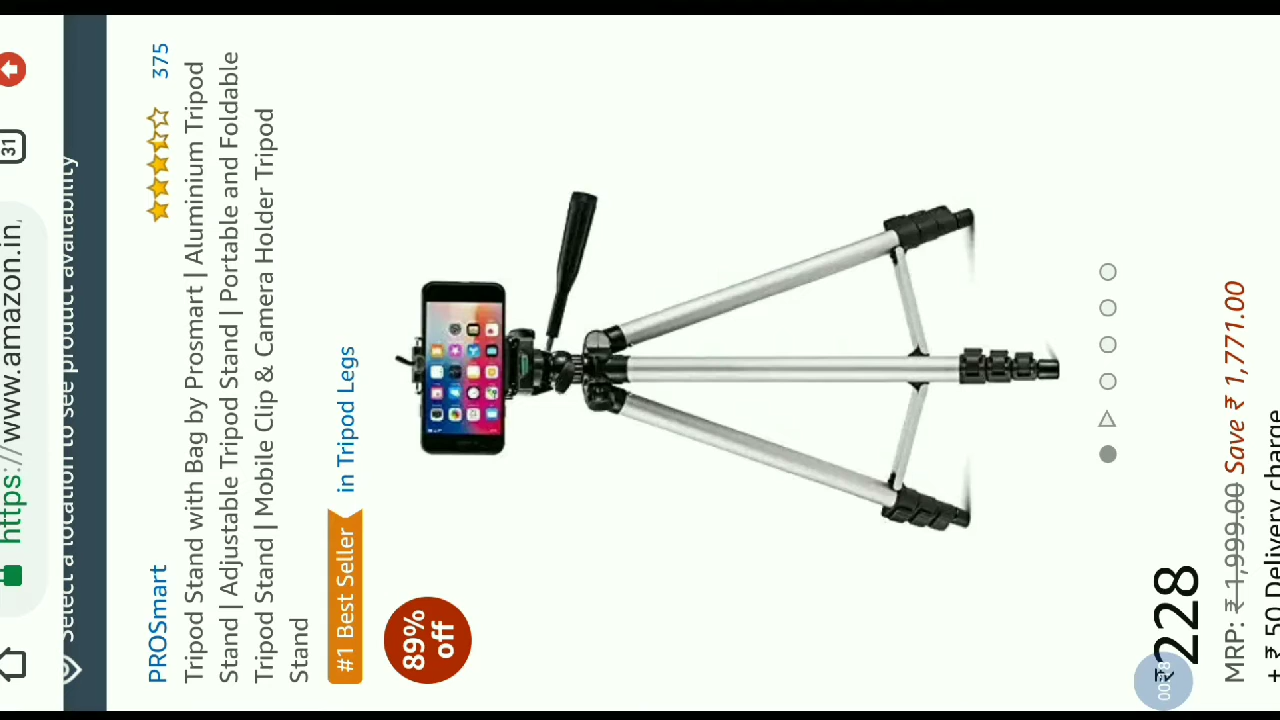 https://www.amazon.in
31
Select a location to see product availability
PROSmart
375
Tripod Stand with Bag by Prosmart | Aluminium Tripod
Stand | Adjustable Tripod Stand | Portable and Foldable
Tripod Stand | Mobile Clip & Camera Holder Tripod
Stand
#1 Best Seller in Tripod Legs
89%
off
₹228
MRP: ₹ 1,999.00 Save ₹ 1,771.00
+ ₹ 50 Delivery charge